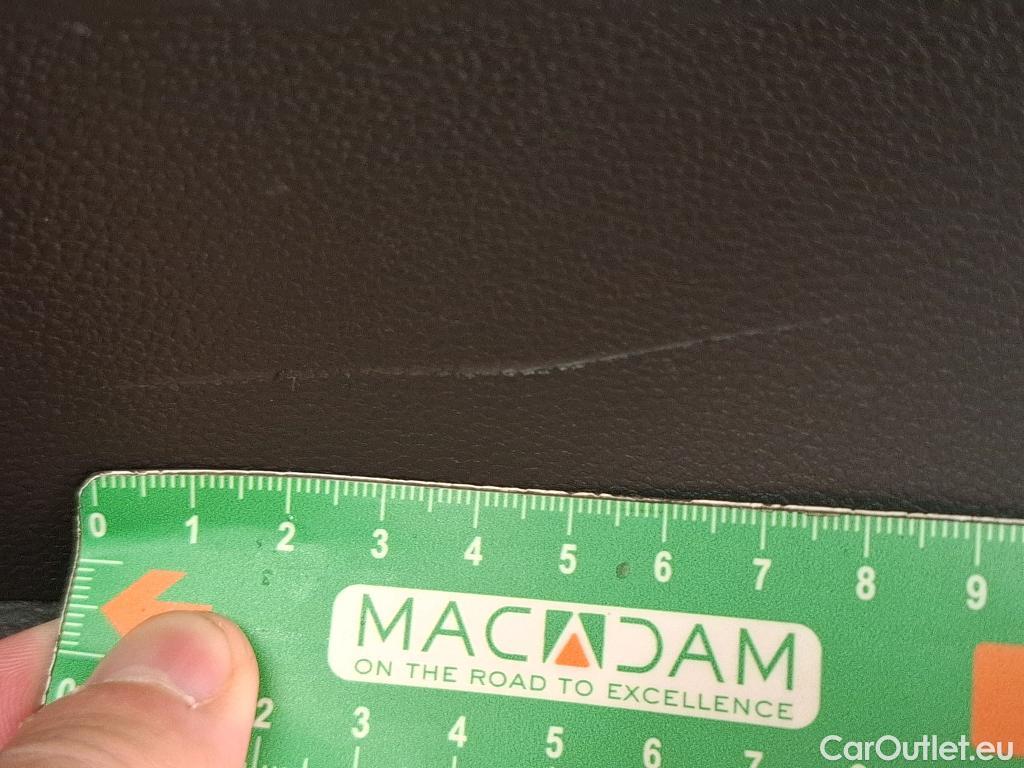 0 1 2 3 4 5 6 7 8 9
MACADAM
ON THE ROAD TO EXCELLENCE
0 2 3 4 5 6 7
CarOutlet.eu